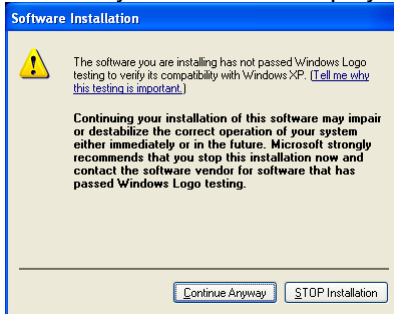 Software Installation
The software you are installing has not passed Windows Logo
testing to verify its compatibility with Windows XP. (Tell me why
this testing is important.)
Continuing your installation of this software may impair
or destabilize the correct operation of your system
either immediately or in the future. Microsoft strongly
recommends that you stop this installation now and
contact the software vendor for software that has
passed Windows Logo testing.
Continue Anyway STOP Installation